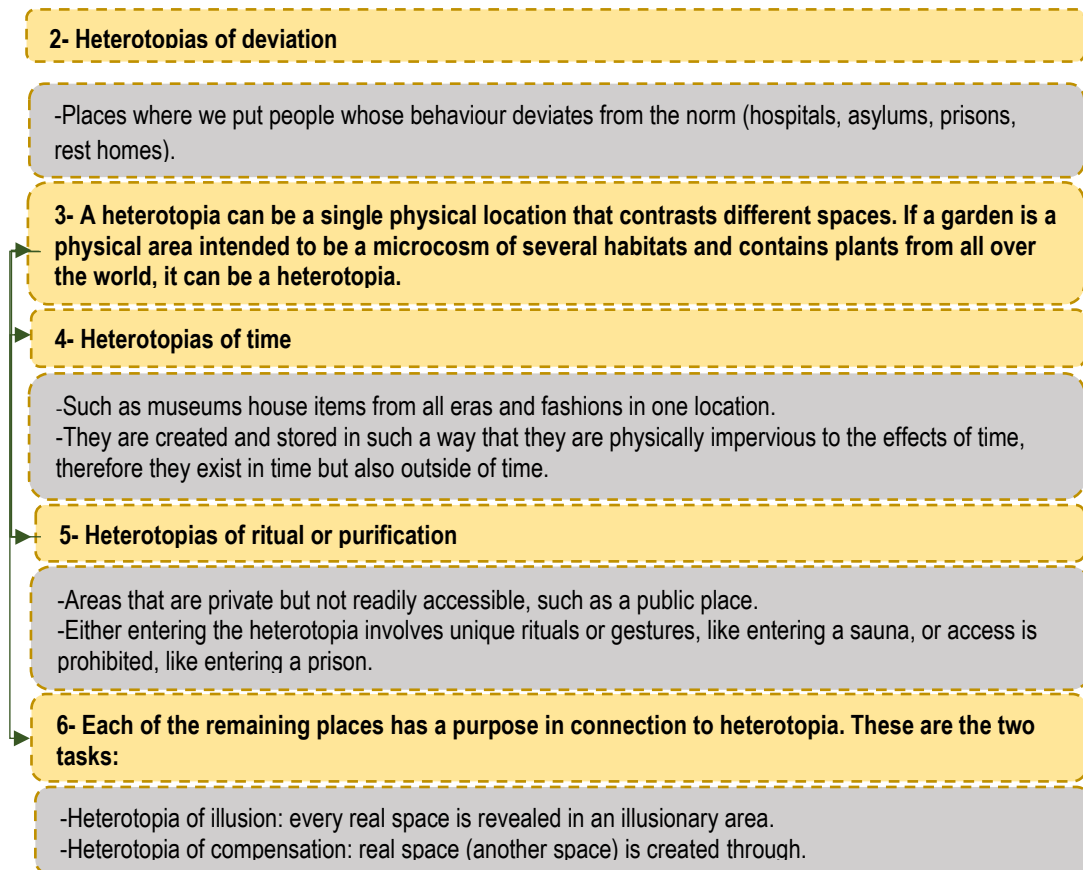 2- Heterotopias of deviation
-Places where we put people whose behaviour deviates from the norm (hospitals, asylums, prisons,
rest homes).
3- A heterotopia can be a single physical location that contrasts different spaces. If a garden is a
physical area intended to be a microcosm of several habitats and contains plants from all over
the world, it can be a heterotopia.
4- Heterotopias of time
-Such as museums house items from all eras and fashions in one location.
-They are created and stored in such a way that they are physically impervious to the effects of time,
therefore they exist in time but also outside of time.
5- Heterotopias of ritual or purification
-Areas that are private but not readily accessible, such as a public place.
-Either entering the heterotopia involves unique rituals or gestures, like entering a sauna, or access is
prohibited, like entering a prison.
6- Each of the remaining places has a purpose in connection to heterotopia. These are the two
tasks:
-Heterotopia of illusion: every real space is revealed in an illusionary area.
-Heterotopia of compensation: real space (another space) is created through.